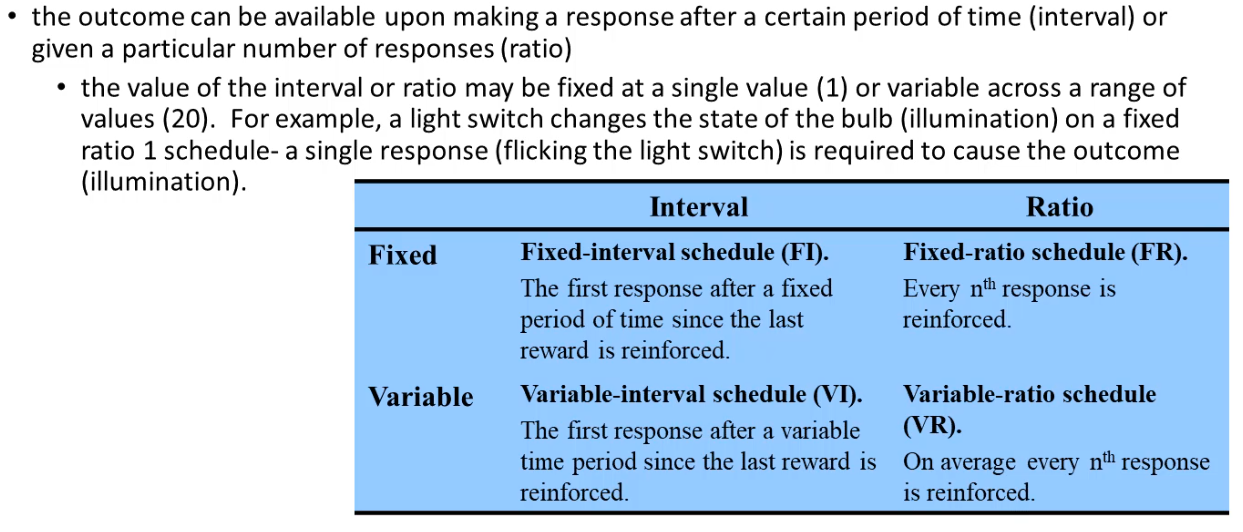 • the outcome can be available upon making a response after a certain period of time (interval) or
given a particular number of responses (ratio)
• the value of the interval or ratio may be fixed at a single value (1) or variable across a range of
values (20).  For example, a light switch changes the state of the bulb (illumination) on a fixed
ratio 1 schedule- a single response (flicking the light switch) is required to cause the outcome
(illumination).
Interval Ratio
Fixed
Fixed-interval schedule (FI).
The first response after a fixed
period of time since the last
reward is reinforced.
Fixed-ratio schedule (FR).
Every nth response is
reinforced.
Variable
Variable-interval schedule (VI).
The first response after a variable
time period since the last reward is
reinforced.
Variable-ratio schedule
(VR).
On average every nth response
is reinforced.